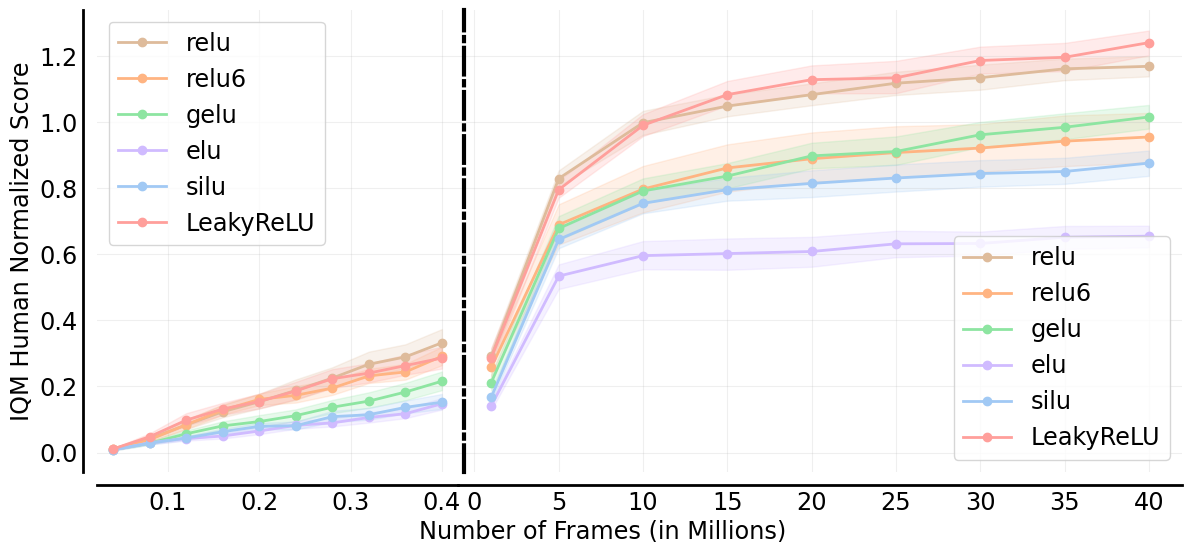 IQM Human Normalized Score
1.2
1.0
0.8
0.6
0.4
0.2
0.0
relu
relu6
gelu
elu
silu
LeakyReLU
relu
relu6
gelu
elu
silu
LeakyReLU
0.1 0.2 0.3 0.4 0 5 10 15 20 25 30 35 40
Number of Frames (in Millions)